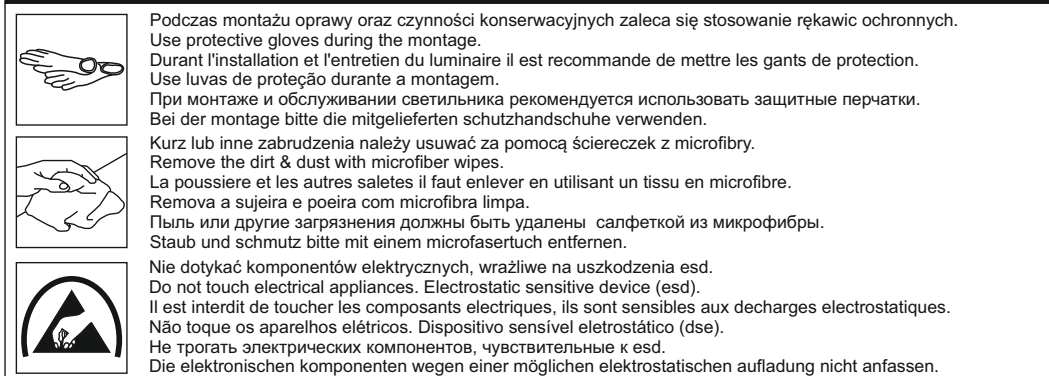 Podczas montażu oprawy oraz czynności konserwacyjnych zaleca się stosowanie rękawic ochronnych.
Use protective gloves during the montage.
Durant l'installation et l'entretien du luminaire il est recommande de mettre les gants de protection.
Use luvas de proteção durante a montagem.
При монтаже и обслуживании светильника рекомендуется использовать защитные перчатки.
Bei der montage bitte die mitgelieferten schutzhandschuhe verwenden.
Kurz lub inne zabrudzenia należy usuwać za pomocą ściereczek z microfibry.
Remove the dirt & dust with microfiber wipes.
La poussiere et les autres saletes il faut enlever en utilisant un tissu en microfibre.
Remova a sujeira e poeira com microfibra limpa.
Пыль или другие загрязнения должны быть удалены салфеткой из микрофибры.
Staub und schmutz bitte mit einem microfasertuch entfernen.
Nie dotykać komponentów elektrycznych, wrażliwe na uszkodzenia esd.
Do not touch electrical appliances. Electrostatic sensitive device (esd).
Il est interdit de toucher les composants electriques, ils sont sensibles aux decharges electrostatiques.
Não toque os aparelhos elétricos. Dispositivo sensível eletrostático (dse).
Не трогать электрических компонентов, чувствительные к esd.
Die elektronischen komponenten wegen einer möglichen elektrostatischen aufladung nicht anfassen.